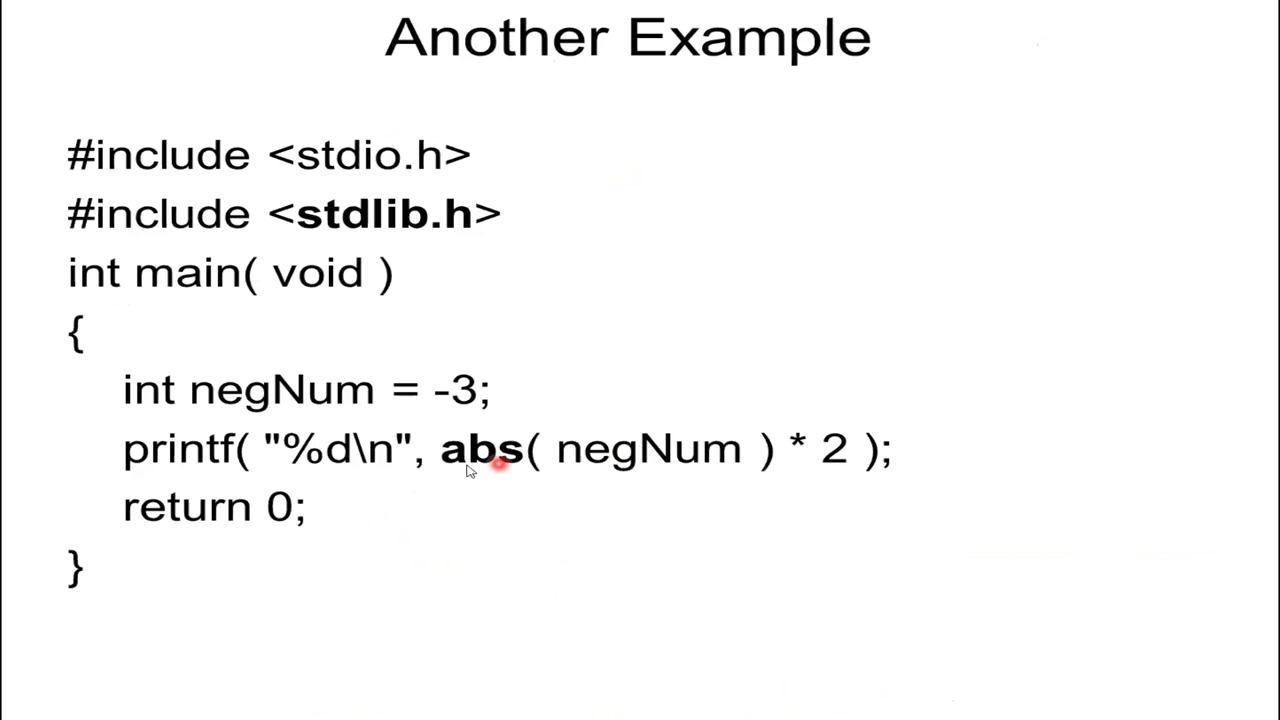 Another Example
#include <stdio.h>
#include <stdlib.h>
int main( void )
{
int negNum = -3;
printf( "%d\n", abs( negNum ) * 2 );
return 0;
}